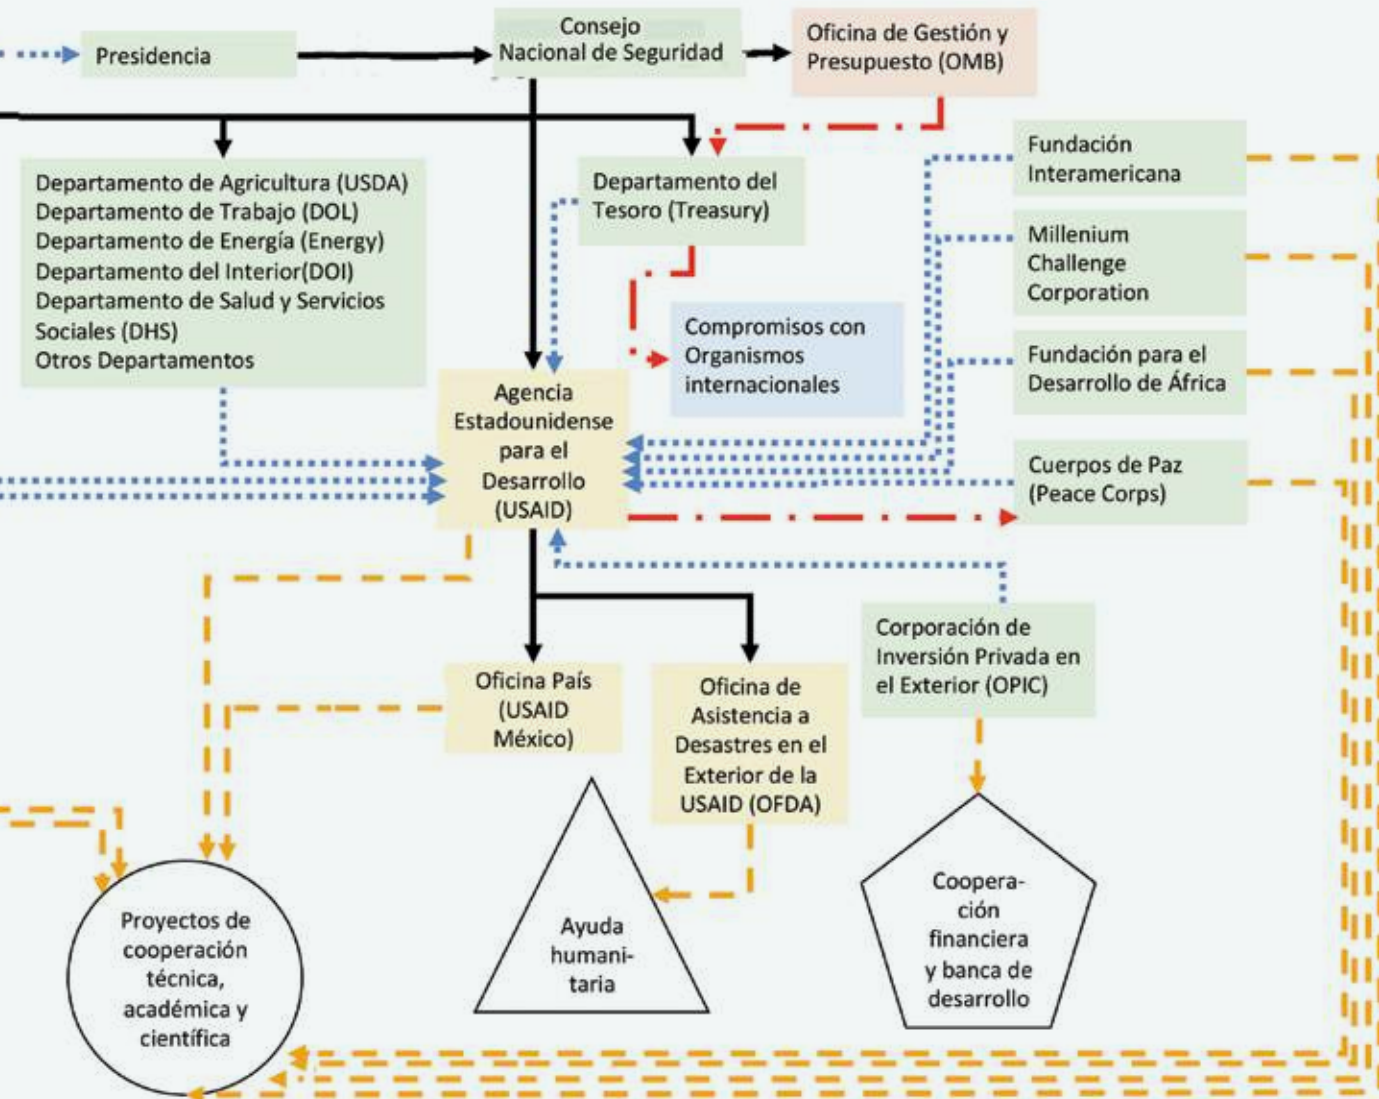 Presidencia
Consejo
Nacional de Seguridad
Oficina de Gestión y
Presupuesto (OMB)
Departamento de Agricultura (USDA)
Departamento de Trabajo (DOL)
Departamento de Energía (Energy)
Departamento del Interior(DOI)
Departamento de Salud y Servicios
Sociales (DHS)
Otros Departamentos
Departamento del
Tesoro (Treasury)
Compromisos con
Organismos
internacionales
Fundación
Interamericana
Millenium
Challenge
Corporation
Fundación para el
Desarrollo de África
Cuerpos de Paz
(Peace Corps)
Agencia
Estadounidense
para el
Desarrollo
(USAID)
Oficina País
(USAID
México)
Oficina de
Asistencia a
Desastres en el
Exterior de la
USAID (OFDA)
Corporación de
Inversión Privada en
el Exterior (OPIC)
Proyectos de
cooperación
técnica,
académica y
científica
Ayuda
humani-
taria
Coopera-
ción
financiera
y banca de
desarrollo